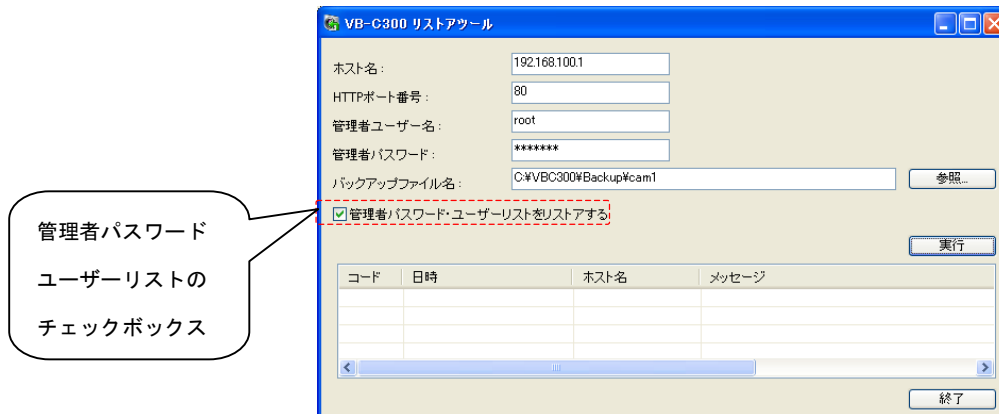 VB-C300 リストアツール
ホスト名：
192.168.100.1
HTTPポート番号：
80
管理者ユーザー名：
root
管理者パスワード：
*******
バックアップファイル名：
C:¥VBC300¥Backup¥cam1
参照...
管理者パスワード・ユーザーリストをリストアする
管理者パスワード
ユーザーリストの
チェックボックス
実行
コード 日時 ホスト名 メッセージ
終了